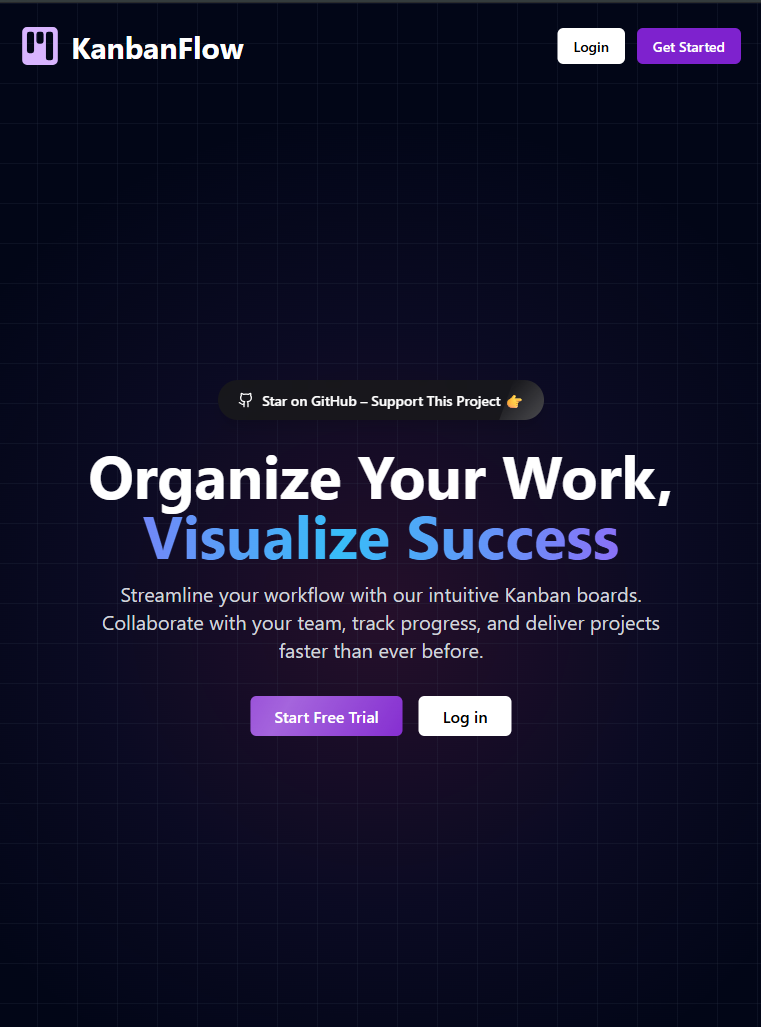 KanbanFlow
Login
Get Started
Star on GitHub – Support This Project 👉
Organize Your Work,
Visualize Success
Streamline your workflow with our intuitive Kanban boards.
Collaborate with your team, track progress, and deliver projects
faster than ever before.
Start Free Trial
Log in